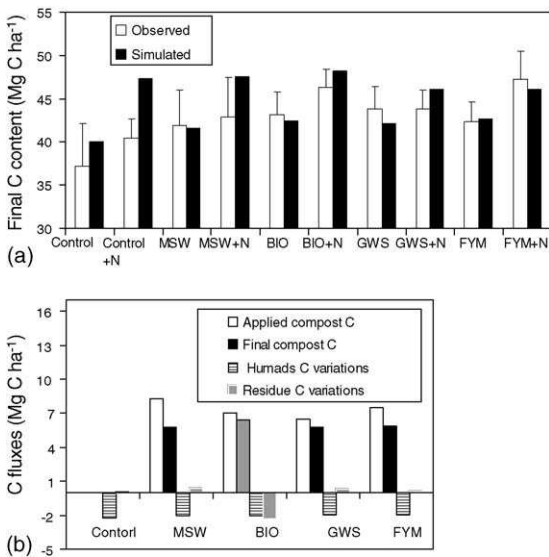 Final C content (Mg C ha-1)
55
50
45
40
35
30
Observed
Simulated
Control
Control
+N
MSW
MSW+N
BIO
BIO+N
GWS
GWS+N
FYM
FYM+N
(a)
C fluxes (Mg C ha-1)
16
13
10
7
4
1
-2
-5
Applied compost C
Final compost C
Humads C variations
Residue C variations
Contorl
MSW
BIO
GWS
FYM
(b)